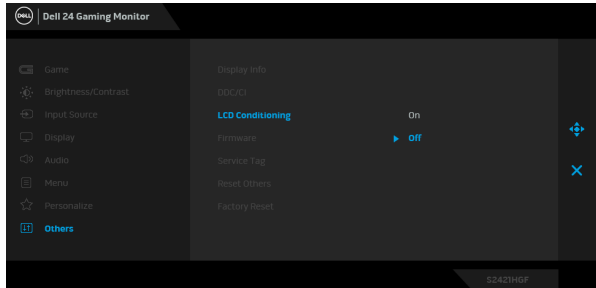 DELL Dell 24 Gaming Monitor
Game
Brightness/Contrast
Input Source
Display
Audio
Menu
Personalize
Others
Display Info
DDC/CI
LCD Conditioning On
Firmware Off
Service Tag
Reset Others
Factory Reset
S2421HGF